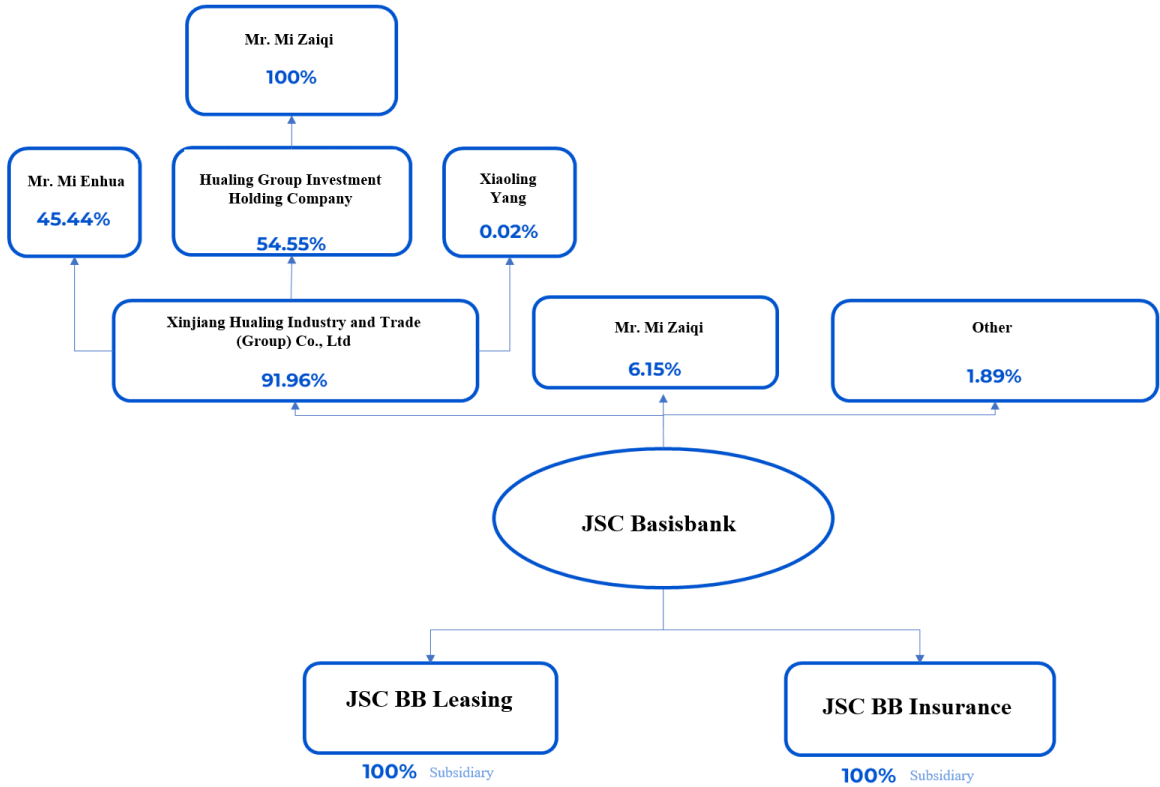 Mr. Mi Zaiqi
100%
Mr. Mi Enhua
45.44%
Hualing Group Investment
Holding Company
54.55%
Xiaoling
Yang
0.02%
Xinjiang Hualing Industry and Trade
(Group) Co., Ltd
91.96%
Mr. Mi Zaiqi
6.15%
Other
1.89%
JSC Basisbank
JSC BB Leasing
100% Subsidiary
JSC BB Insurance
100% Subsidiary